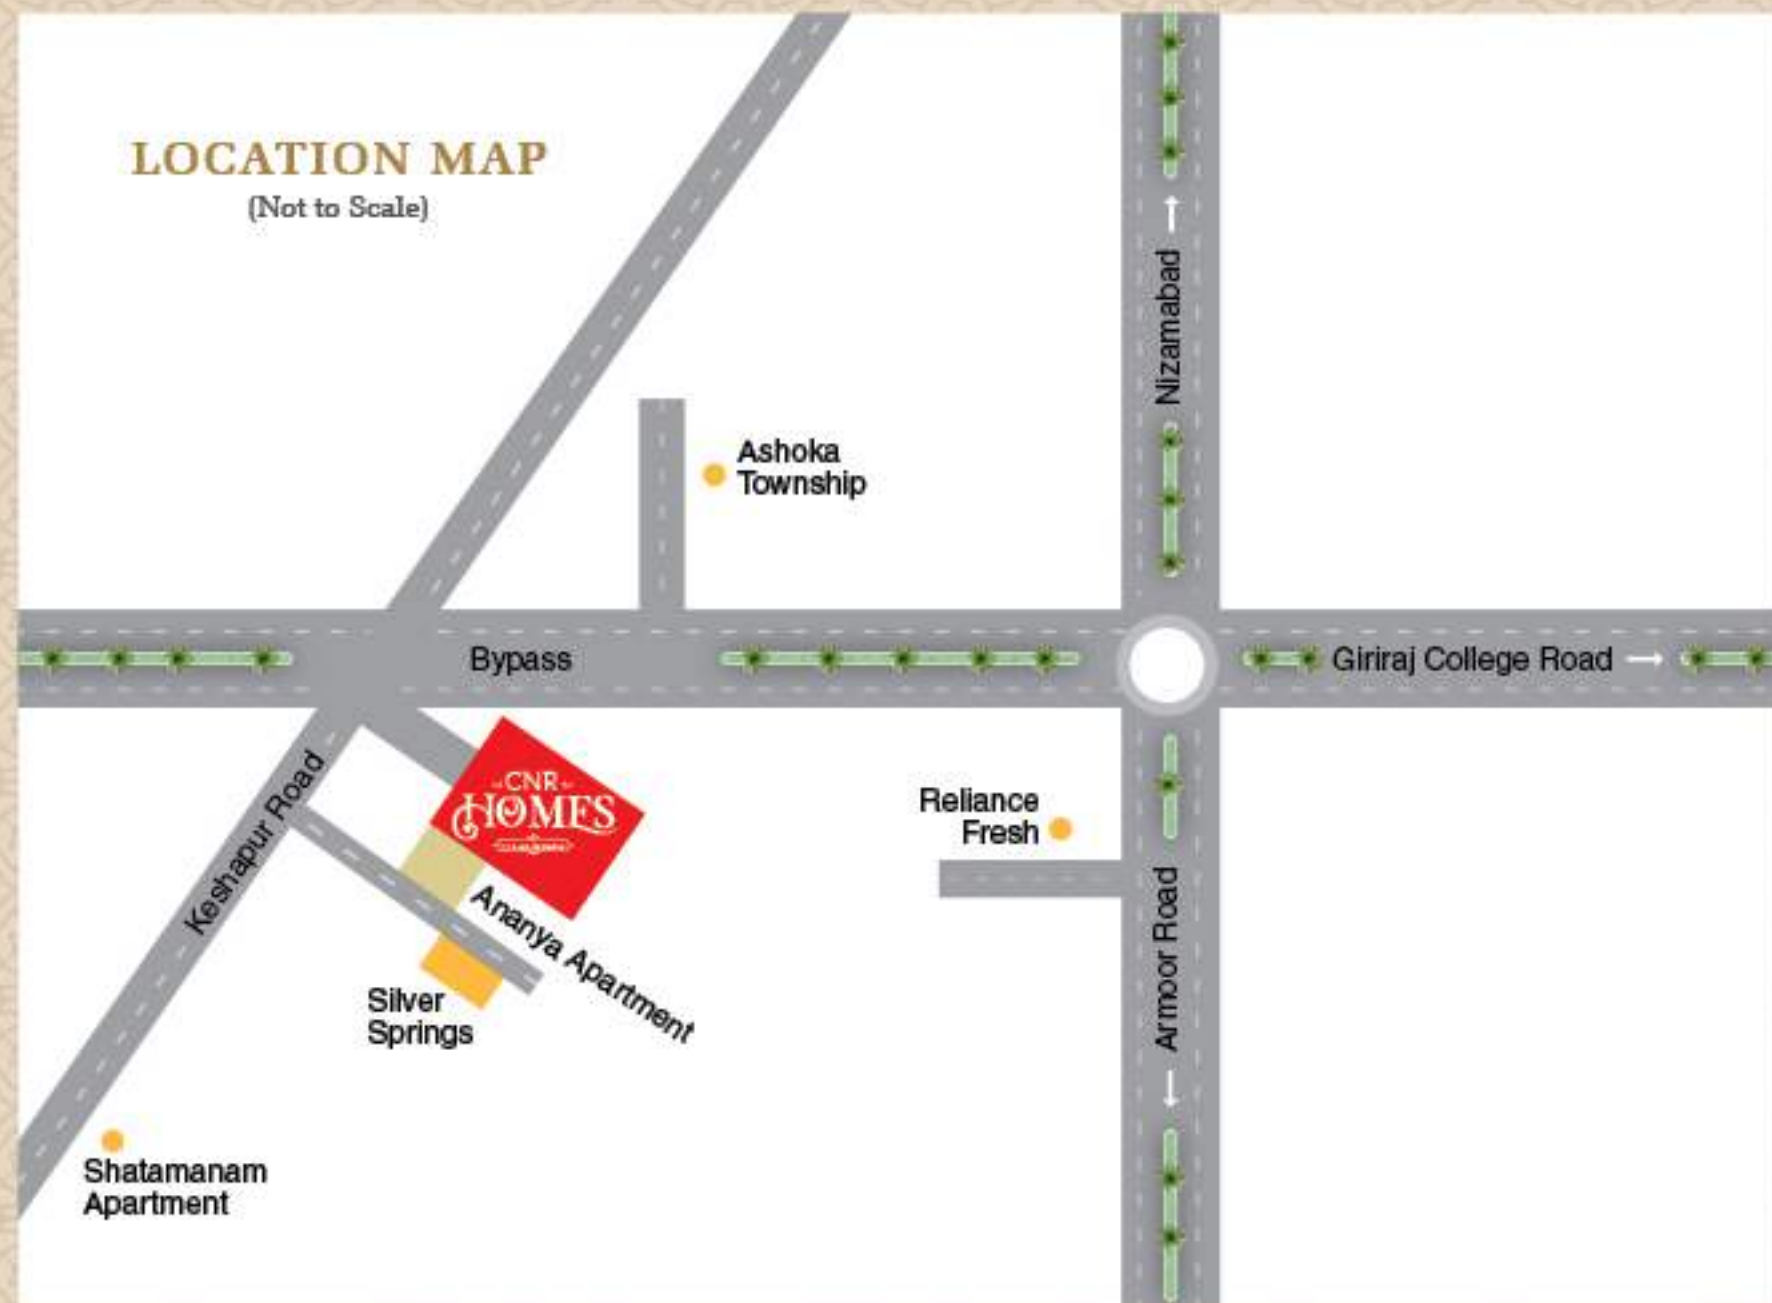 LOCATION MAP
(Not to Scale)
Nizamabad
Ashoka
Township
Bypass
Giriraj College Road
CNR
HOMES
Keshapur Road
Reliance
Fresh
Ananya Apartment
Silver
Springs
Armoor Road
Shatamanam
Apartment